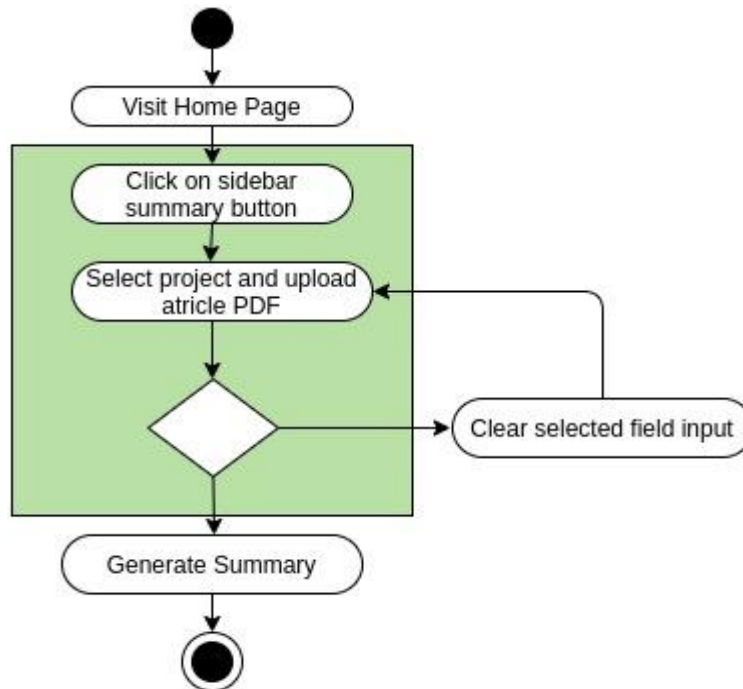 Visit Home Page
Click on sidebar
summary button
Select project and upload
atricle PDF
Clear selected field input
Generate Summary